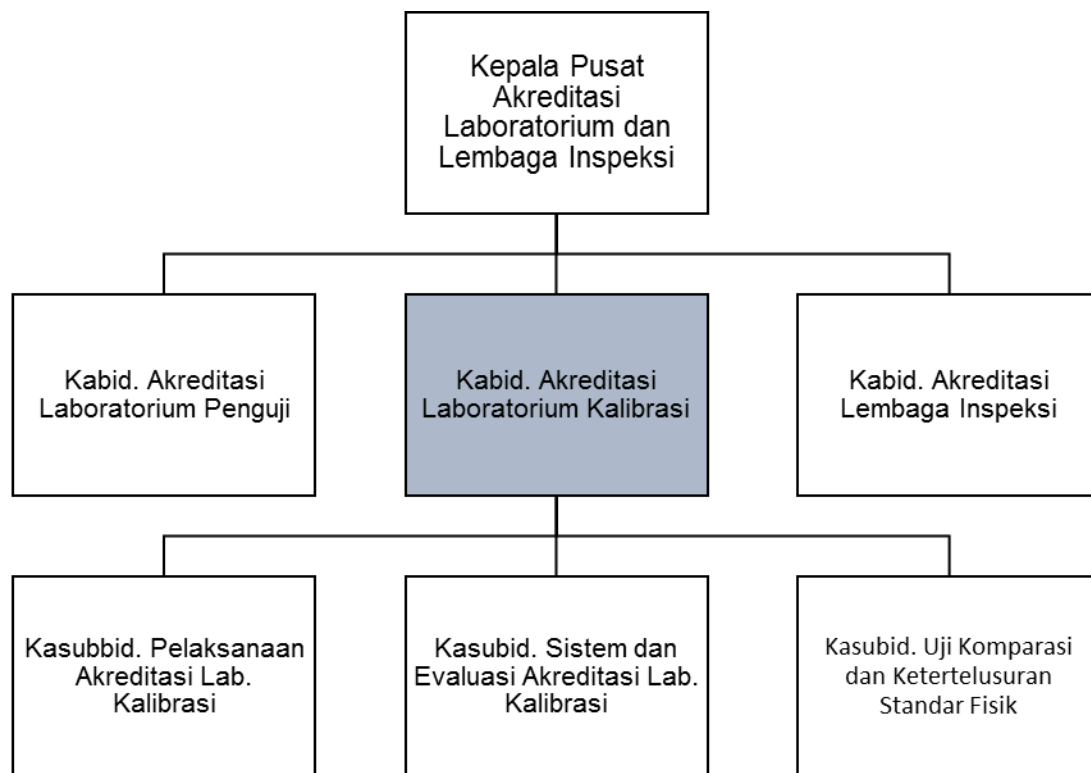 Kepala Pusat
Akreditasi
Laboratorium dan
Lembaga Inspeksi
Kabid. Akreditasi
Laboratorium Penguji
Kabid. Akreditasi
Laboratorium Kalibrasi
Kabid. Akreditasi
Lembaga Inspeksi
Kasubbid. Pelaksanaan
Akreditasi Lab.
Kalibrasi
Kasubid. Sistem dan
Evaluasi Akreditasi Lab.
Kalibrasi
Kasubid. Uji Komparasi
dan Ketertelusuran
Standar Fisik